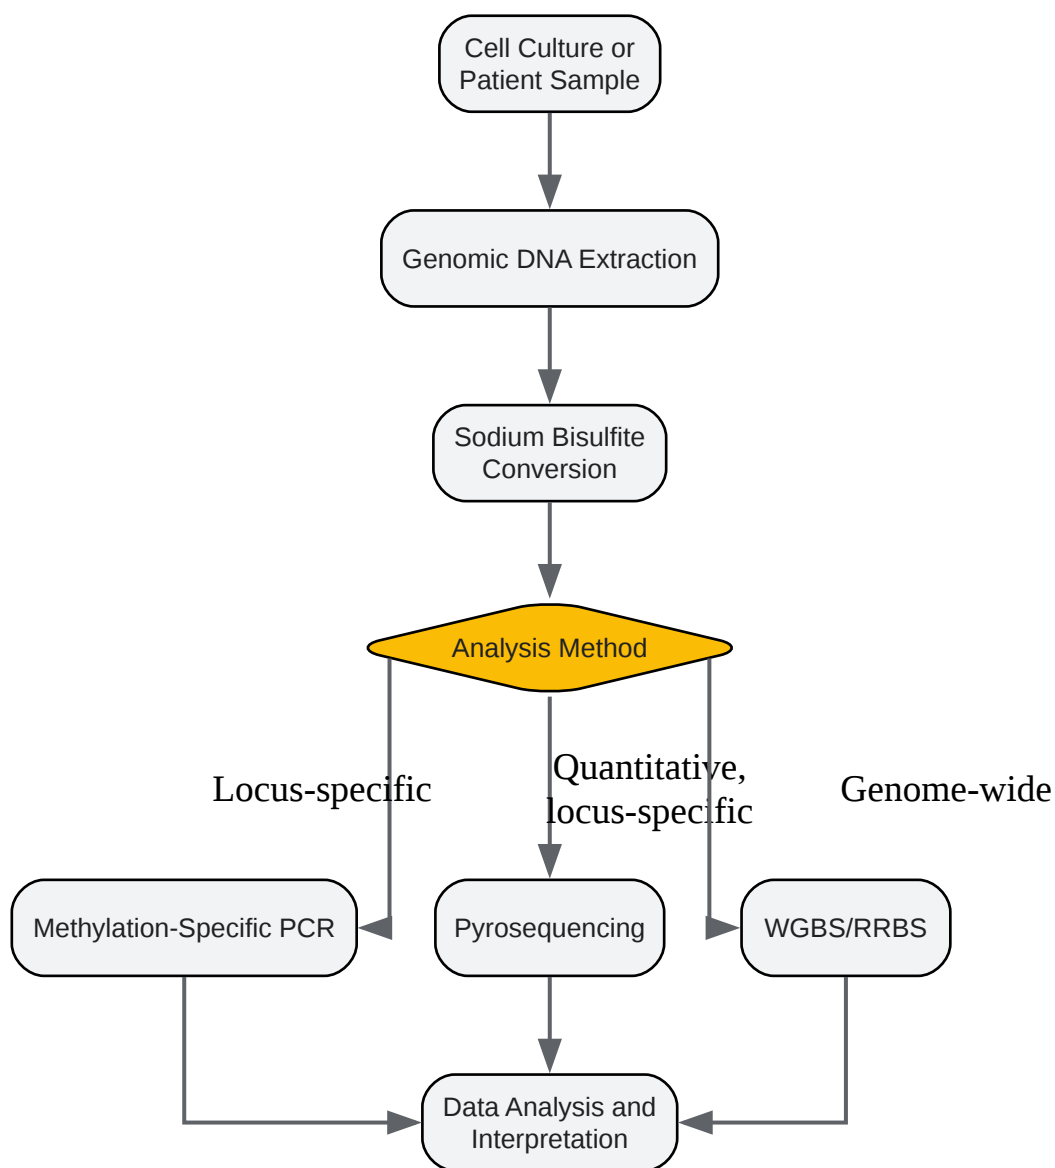 Cell Culture or
Patient Sample
Genomic DNA Extraction
Sodium Bisulfite
Conversion
Analysis Method
Locus-specific
Quantitative,
locus-specific
Genome-wide
Methylation-Specific PCR
Pyrosequencing
WGBS/RRBS
Data Analysis and
Interpretation